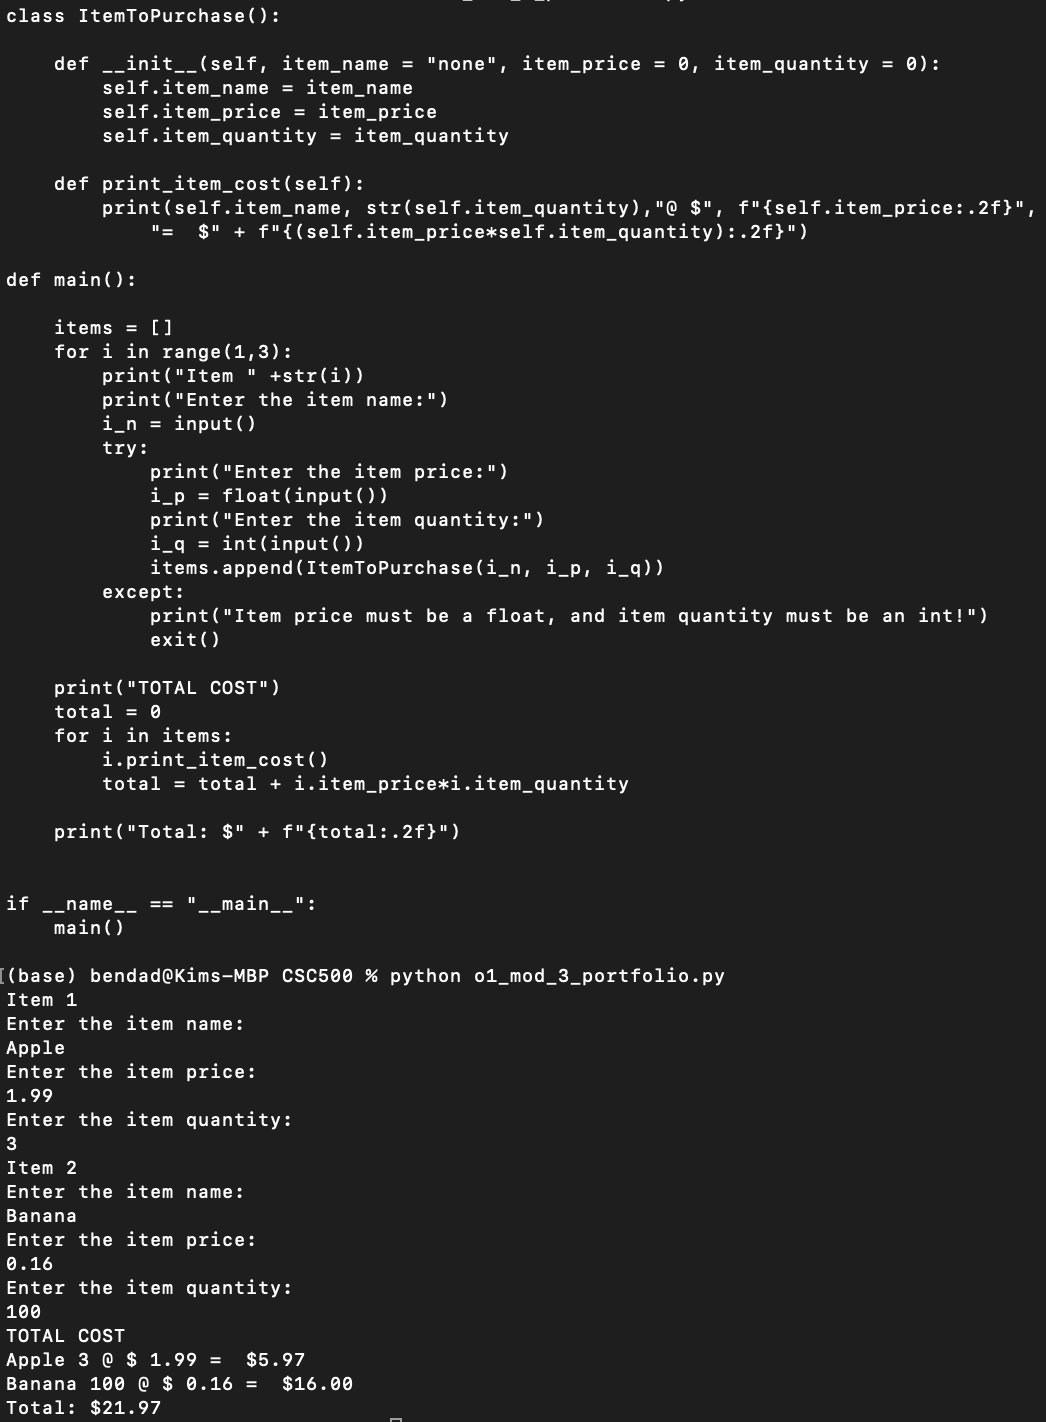 class ItemToPurchase():
    def __init__(self, item_name = "none", item_price = 0, item_quantity = 0):
        self.item_name = item_name
        self.item_price = item_price
        self.item_quantity = item_quantity
    def print_item_cost(self):
        print(self.item_name, str(self.item_quantity),"@ $", f"{self.item_price:.2f}",
            "=  $" + f"{(self.item_price*self.item_quantity):.2f}")
def main():
    items = []
    for i in range(1,3):
        print("Item " +str(i))
        print("Enter the item name:")
        i_n = input()
        try:
            print("Enter the item price:")
            i_p = float(input())
            print("Enter the item quantity:")
            i_q = int(input())
            items.append(ItemToPurchase(i_n, i_p, i_q))
        except:
            print("Item price must be a float, and item quantity must be an int!")
            exit()
    print("TOTAL COST")
    total = 0
    for i in items:
        i.print_item_cost()
        total = total + i.item_price*i.item_quantity
    print("Total: $" + f"{total:.2f}")
if __name__ == "__main__":
    main()
(base) bendad@Kims-MBP CSC500 % python o1_mod_3_portfolio.py
Item 1
Enter the item name:
Apple
Enter the item price:
1.99
Enter the item quantity:
3
Item 2
Enter the item name:
Banana
Enter the item price:
0.16
Enter the item quantity:
100
TOTAL COST
Apple 3 @ $ 1.99 =  $5.97
Banana 100 @ $ 0.16 =  $16.00
Total: $21.97